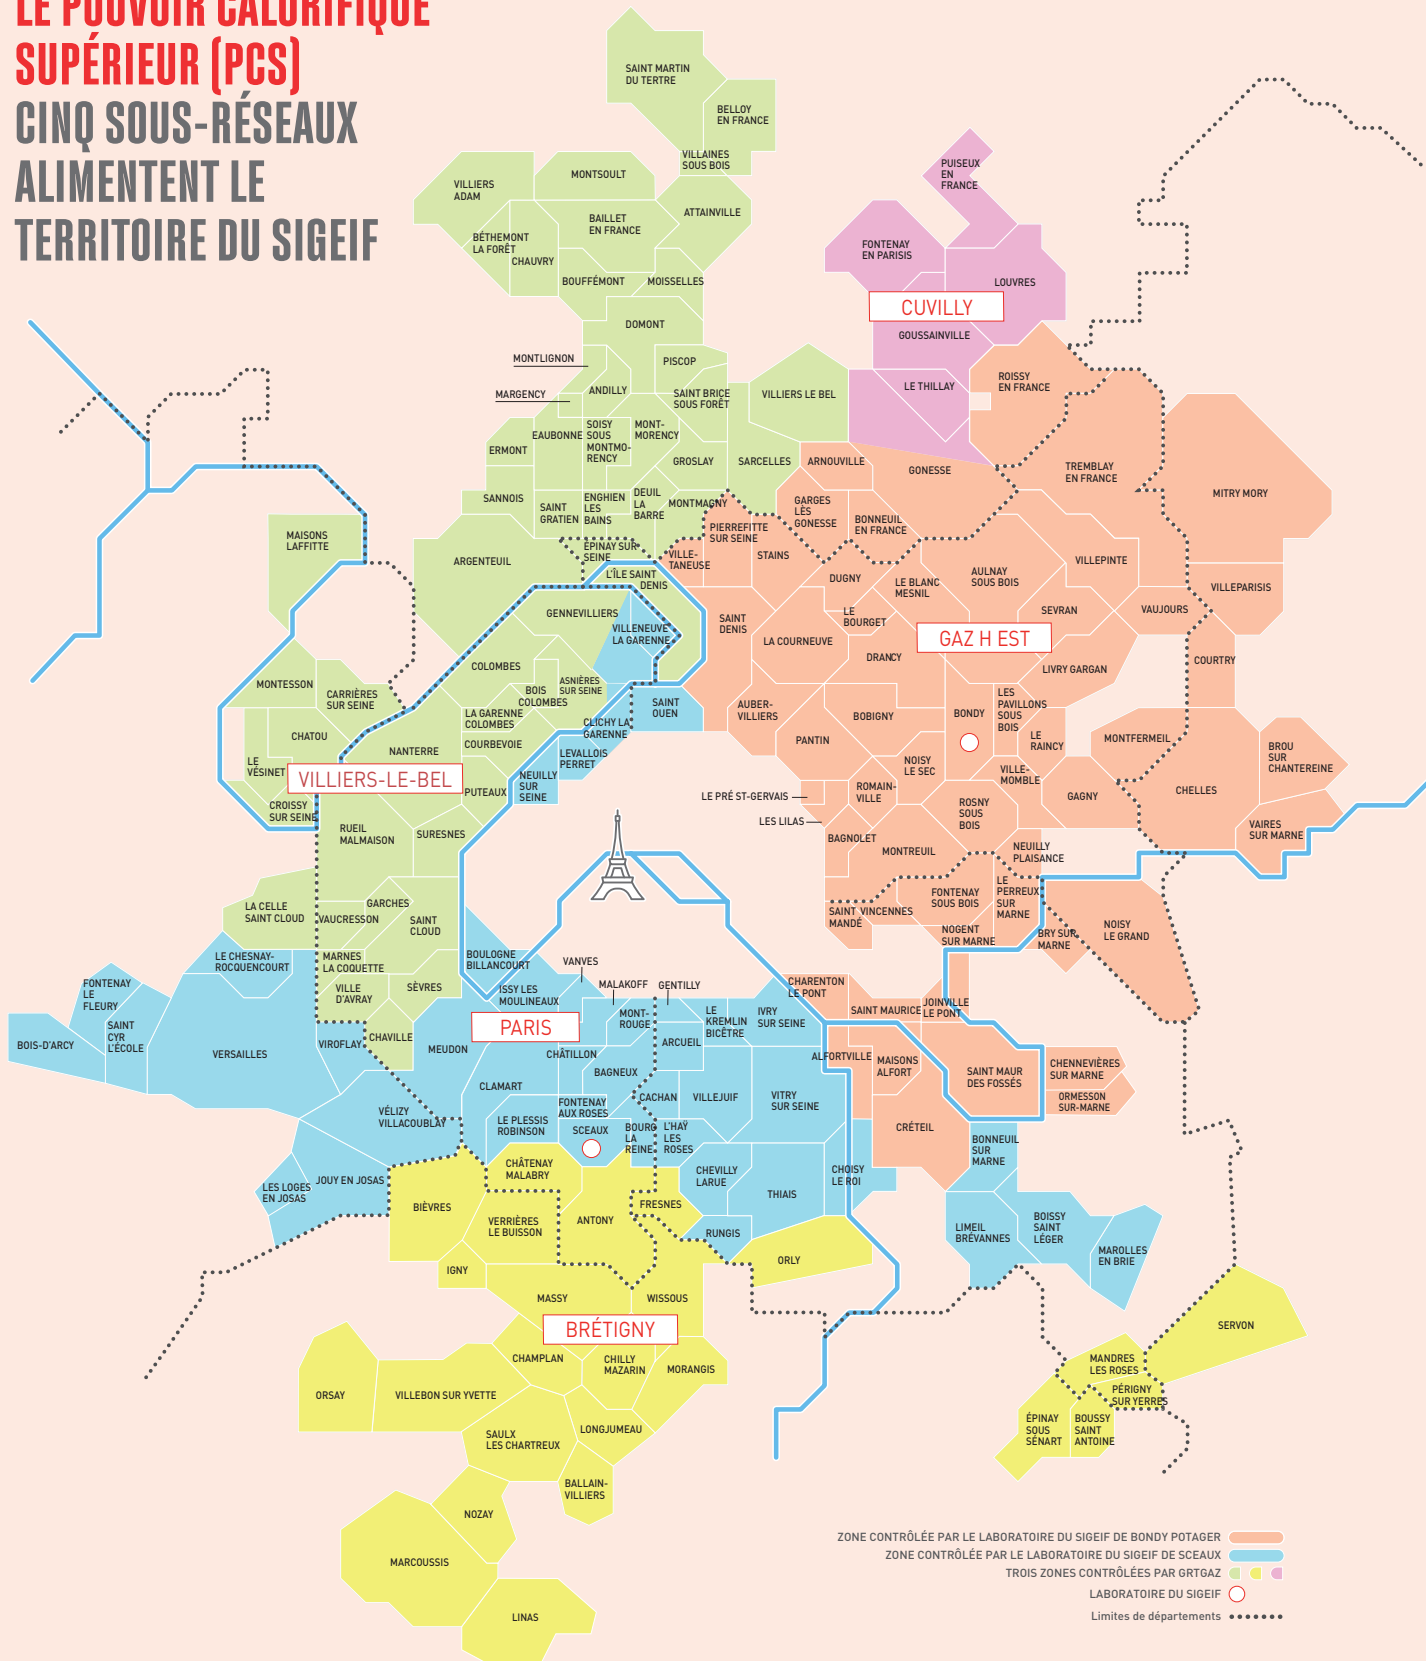 LE POUVOIR CALORIFIQUE
SUPÉRIEUR (PCS)
CINQ SOUS-RÉSEAUX
ALIMENTENT LE
TERRITOIRE DU SIGEIF
SAINT MARTIN
DU TERTRE
BELLOY
EN FRANCE
VILLAINES
SOUS BOIS
MONTSOULT
VILLIERS
ADAM
ATTAINVILLE
BAILLET
EN FRANCE
BÉTHEMONT
LA FORÊT
CHAUVRY
BOUFFÉMONT
MOISSELLES
DOMONT
MONTLIGNON
PISCOP
MARGENCY
ANDILLY
SAINT BRICE
SOUS FORÊT
VILLIERS LE BEL
EAUBONNE
SOISY
SOUS
MONTMO-
RENCY
MONT-
MORENCY
ERMONT
GROSLAY
SARCELLES
SANNOIS
SAINT
GRATIEN
ENGHIEN
LES
BAINS
DEUIL
LA
BARRE
MONTMAGNY
PUISEUX
EN
FRANCE
FONTENAY
EN PARISIS
LOUVRES
CUVILLY
GOUSSAINVILLE
LE THILLAY
ROISSY
EN FRANCE
ARNOUVILLE
GONESSE
TREMBLAY
EN FRANCE
MITRY MORY
GARGES
LÈS
GONESSE
BONNEUIL
EN FRANCE
PIERREFITTE
SUR SEINE
VILLE-
TANEUSE
STAINS
MAISONS
LAFFITTE
ARGENTEUIL
ÉPINAY SUR
SEINE
L'ÎLE SAINT
DENIS
GENNEVILLIERS
VILLENEUVE
LA GARENNE
SAINT
DENIS
DUGNY
LE BLANC
MESNIL
AULNAY
SOUS BOIS
VILLEPINTE
VILLEPARISIS
LE
BOURGET
SEVRAN
VAUJOURS
LA COURNEUVE
GAZ H EST
DRANCY
LIVRY GARGAN
COURTRY
MONTESSON
CARRIÈRES
SUR SEINE
COLOMBES
BOIS
COLOMBES
ASNIÈRES
SUR SEINE
LA GARENNE
COLOMBES
CLICHY LA
GARENNE
SAINT
OUEN
AUBER-
VILLIERS
BOBIGNY
BONDY
LES
PAVILLONS
SOUS
BOIS
LE
RAINCY
MONTFERMEIL
BROU
SUR
CHANTEREINE
CHATOU
NANTERRE
COURBEVOIE
LEVALLOIS
PERRET
PANTIN
NOISY
LE SEC
VILLE-
MOMBLE
GAGNY
CHELLES
LE
VÉSINET
VILLIERS-LE-BEL
PUTEAUX
NEUILLY
SUR
SEINE
LE PRÉ ST-GERVAIS
ROMAIN-
VILLE
ROSNY
SOUS
BOIS
CROISSY
SUR SEINE
RUEIL
MALMAISON
SURESNES
LES LILAS
BAGNOLET
MONTREUIL
NEUILLY
PLAISANCE
VAIRES
SUR MARNE
LA CELLE
SAINT CLOUD
VAUCRESSON
GARCHES
SAINT
CLOUD
SAINT
MANDÉ
VINCENNES
FONTENAY
SOUS BOIS
LE
PERREUX
SUR
MARNE
NOGENT
SUR MARNE
BRY SUR
MARNE
NOISY
LE GRAND
LE CHESNAY-
ROCQUENCOURT
MARNES
LA COQUETTE
VILLE
D'AVRAY
SÈVRES
BOULOGNE
BILLANCOURT
ISSY LES
MOULINEAUX
VANVES
MALAKOFF
GENTILLY
CHARENTON
LE PONT
SAINT MAURICE
JOINVILLE
LE PONT
FONTENAY
LE
FLEURY
SAINT
CYR
L'ÉCOLE
BOIS-D'ARCY
VERSAILLES
VIROFLAY
CHAVILLE
MEUDON
PARIS
MONT-
ROUGE
LE
KREMLIN
BICÊTRE
IVRY
SUR SEINE
ARCUEIL
CHÂTILLON
BAGNEUX
ALFORTVILLE
MAISONS
ALFORT
SAINT MAUR
DES FOSSÉS
CHENNEVIÈRES
SUR MARNE
ORMESSON
SUR-MARNE
CLAMART
FONTENAY
AUX ROSES
CACHAN
VILLEJUIF
VITRY
SUR SEINE
VÉLIZY
VILLACOUBLAY
LE PLESSIS
ROBINSON
SCEAUX
BOURG
LA
REINE
L'HAŸ
LES
ROSES
CRÉTEIL
BONNEUIL
SUR
MARNE
LES LOGES
EN JOSAS
JOUY EN JOSAS
CHÂTENAY
MALABRY
CHEVILLY
LARUE
THIAIS
CHOISY
LE ROI
BIÈVRES
VERRIÈRES
LE BUISSON
ANTONY
FRESNES
RUNGIS
ORLY
LIMEIL
BRÉVANNES
BOISSY
SAINT
LÉGER
MAROLLES
EN BRIE
IGNY
MASSY
WISSOUS
BRÉTIGNY
SERVON
CHAMPLAN
CHILLY
MAZARIN
MORANGIS
MANDRES
LES ROSES
PÉRIGNY
SUR YERRES
ORSAY
VILLEBON SUR YVETTE
SAULX
LES CHARTREUX
LONGJUMEAU
ÉPINAY
SOUS
SÉNART
BOUSSY
SAINT
ANTOINE
BALLAIN-
VILLIERS
NOZAY
MARCOUSSIS
LINAS
ZONE CONTRÔLÉE PAR LE LABORATOIRE DU SIGEIF DE BONDY POTAGER
ZONE CONTRÔLÉE PAR LE LABORATOIRE DU SIGEIF DE SCEAUX
TROIS ZONES CONTRÔLÉES PAR GRTGAZ
LABORATOIRE DU SIGEIF
Limites de départements